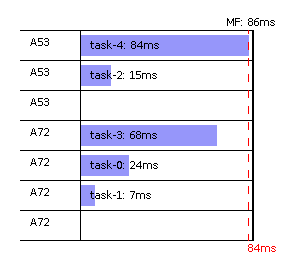 MF: 86ms
A53 task-4: 84ms
A53 task-2: 15ms
A53
A72 task-3: 68ms
A72 task-0: 24ms
A72 task-1: 7ms
A72
84ms